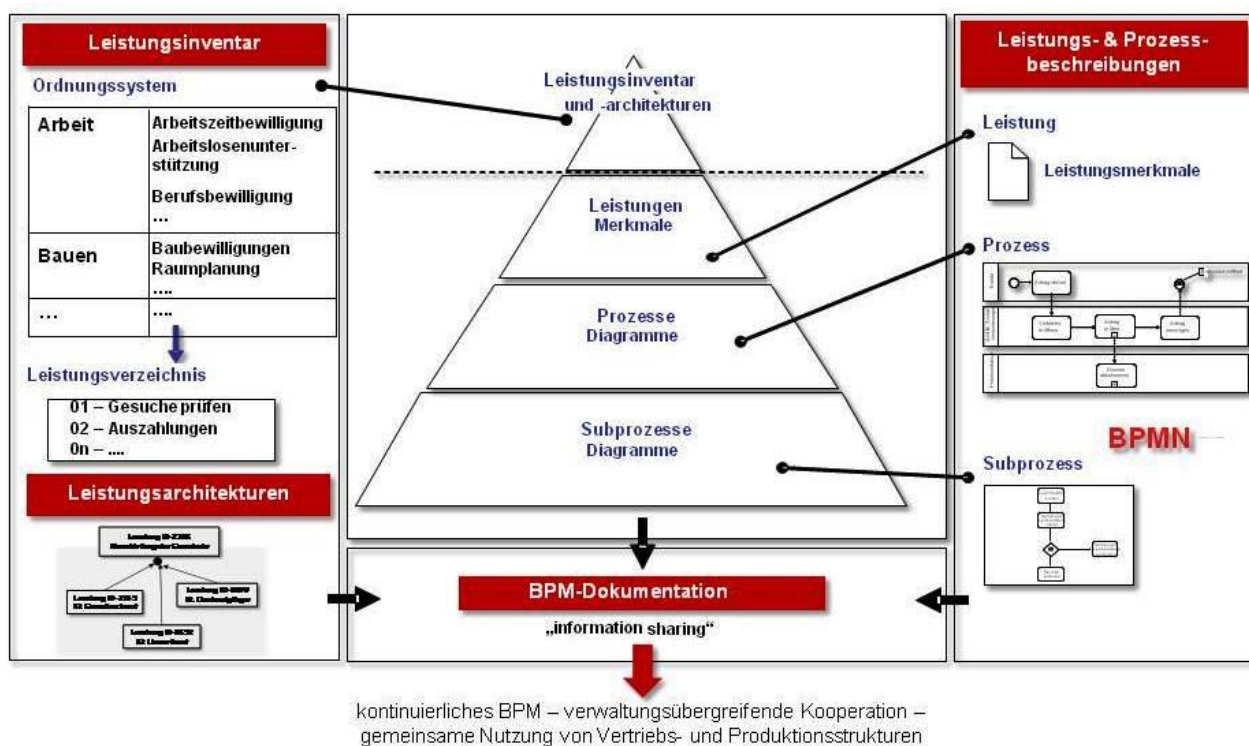 Leistungsinventar
Ordnungssystem
Arbeit
Arbeitszeitbewilligung
Arbeitslosenunter-
stützung
Berufsbewilligung
...
Bauen
Baubewilligungen
Raumplanung
....
...
....
Leistungsverzeichnis
01 – Gesuche prüfen
02 – Auszahlungen
0n – ....
Leistungsarchitekturen
Leistungsinventar
und -architekturen
Leistungen
Merkmale
Prozesse
Diagramme
Subprozesse
Diagramme
BPM-Dokumentation
„information sharing“
Leistungs- & Prozess-
beschreibungen
Leistung
Leistungsmerkmale
Prozess
BPMN
Subprozess
kontinuierliches BPM – verwaltungsübergreifende Kooperation –
gemeinsame Nutzung von Vertriebs- und Produktionsstrukturen